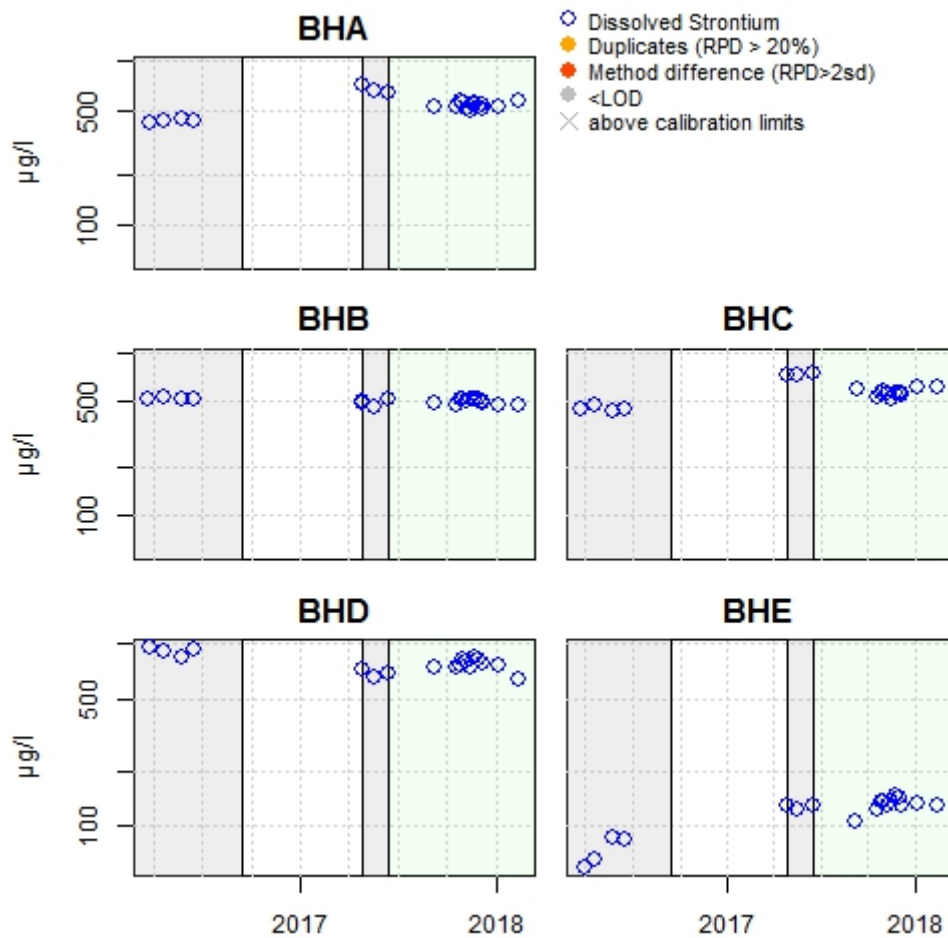 BHA
Dissolved Strontium
Duplicates (RPD > 20%)
Method difference (RPD>2sd)
<LOD
above calibration limits
µg/l
500
100
BHB
BHC
µg/l
500
100
BHD
BHE
µg/l
500
100
2017
2018
2017
2018